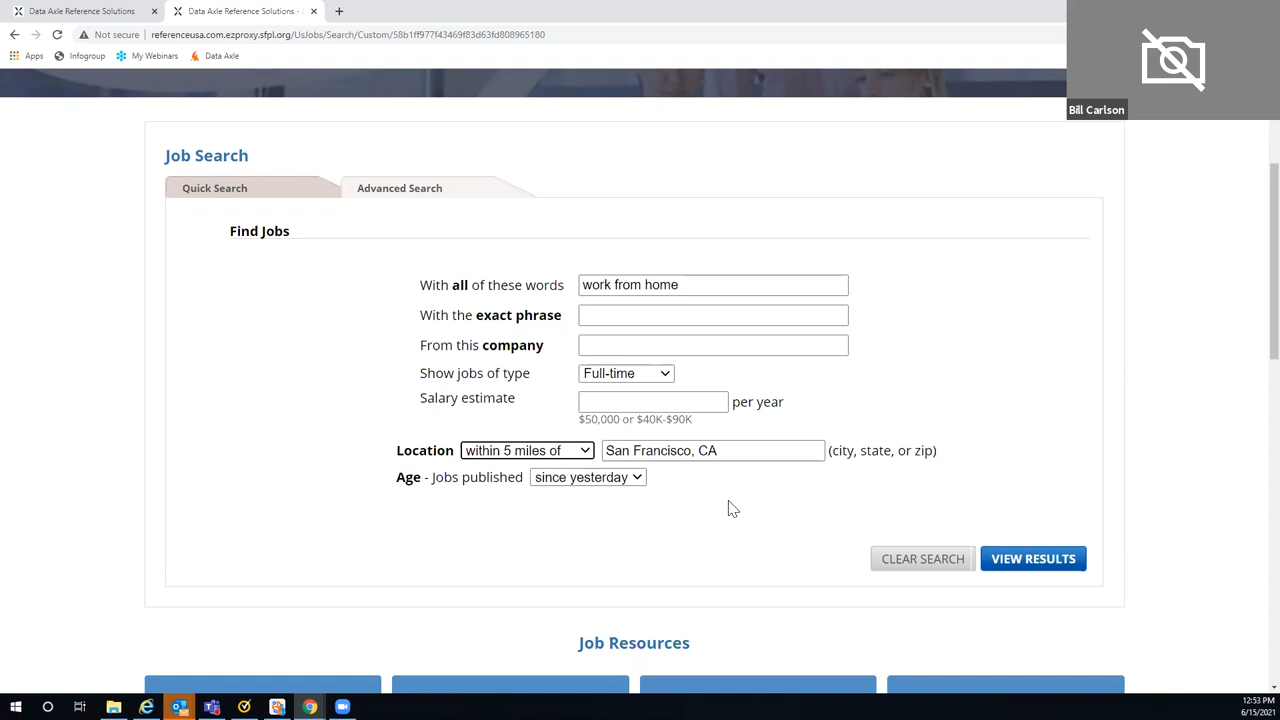 Data Axle Reference Solutions
Data Axle Reference Solutions -
Not secure | referenceusa.com.ezproxy.sfpl.org/UsJobs/Search/Custom/58b1ff977f43469f83d63fd808965180
Apps Infogroup My Webinars Data Axle
Bill Carlson
Job Search
Quick Search Advanced Search
Find Jobs
With all of these words work from home
With the exact phrase
From this company
Show jobs of type Full-time
Salary estimate per year
$50,000 or $40K-$90K
Location within 5 miles of San Francisco, CA (city, state, or zip)
Age - Jobs published since yesterday
CLEAR SEARCH VIEW RESULTS
Job Resources
12:53 PM
6/15/2021